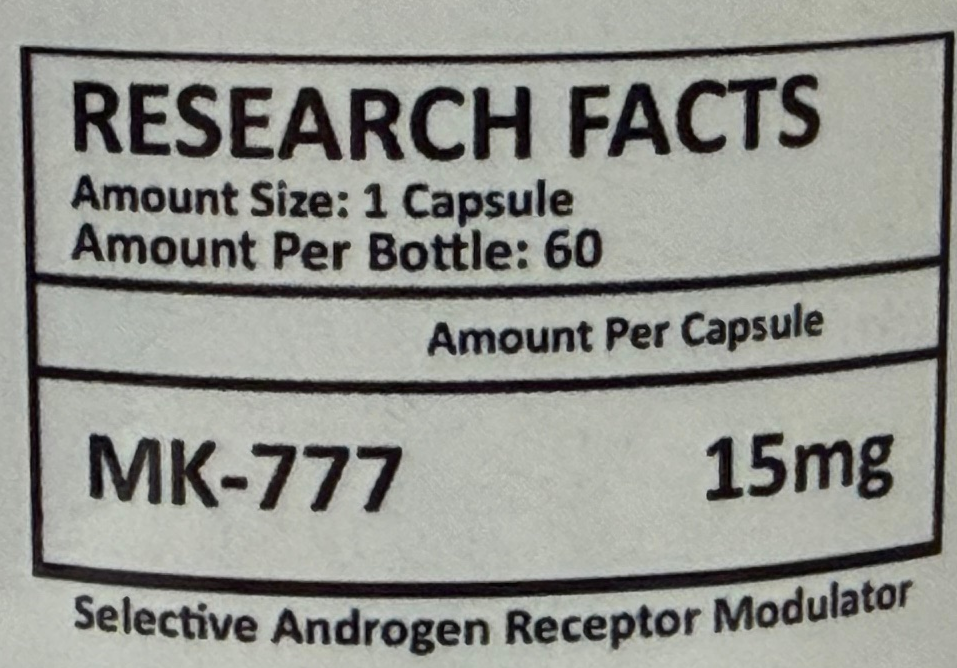 RESEARCH FACTS
Amount Size: 1 Capsule
Amount Per Bottle: 60
Amount Per Capsule
MK-777 15mg
Selective Androgen Receptor Modulator